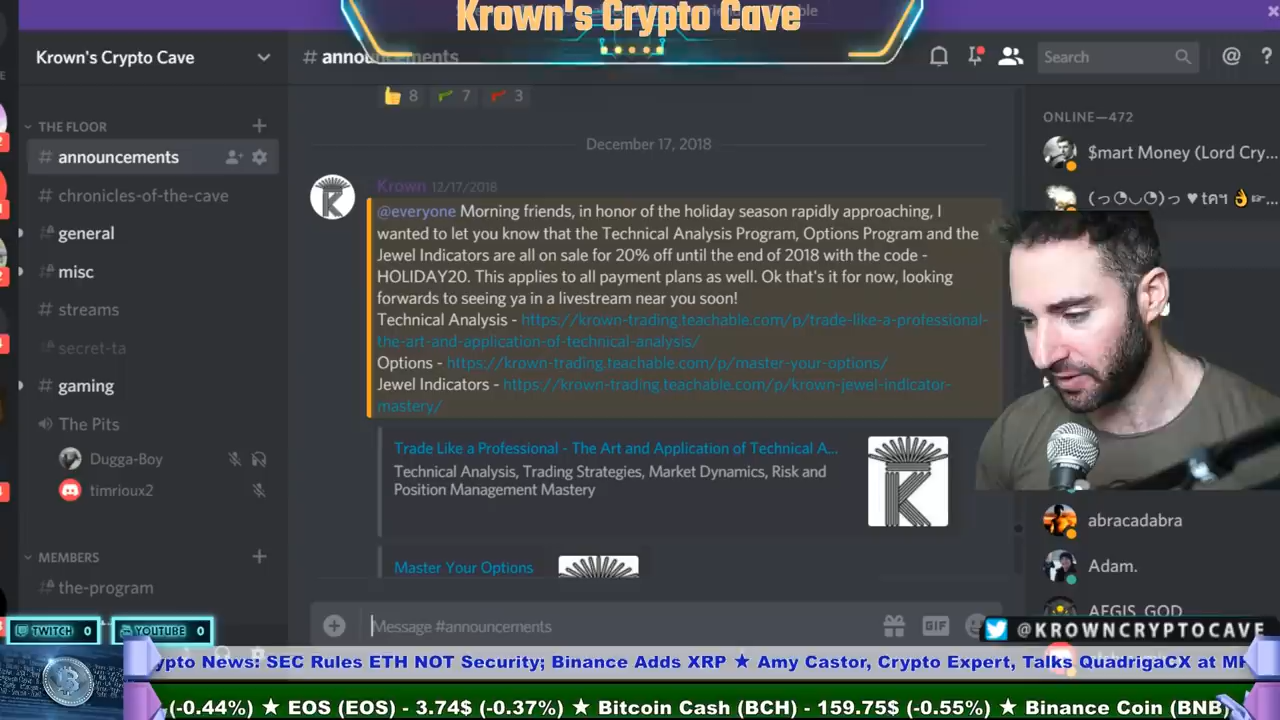 Krown's Crypto Cave
Krown's Crypto Cave
# announcements
Search
@ ?
8 7 3
THE FLOOR
# announcements
# chronicles-of-the-cave
# general
# misc
# streams
secret-ta
# gaming
The Pits
Dugga-Boy
timrioux2
MEMBERS
the-program
December 17, 2018
Krown 12/17/2018
@everyone Morning friends, in honor of the holiday season rapidly approaching, I
wanted to let you know that the Technical Analysis Program, Options Program and the
Jewel Indicators are all on sale for 20% off until the end of 2018 with the code -
HOLIDAY20. This applies to all payment plans as well. Ok that's it for now, looking
forwards to seeing ya in a livestream near you soon!
Technical Analysis - https://krown-trading.teachable.com/p/trade-like-a-professional-
the-art-and-application-of-technical-analysis/
Options - https://krown-trading.teachable.com/p/master-your-options/
Jewel Indicators - https://krown-trading.teachable.com/p/krown-jewel-indicator-
mastery/
Trade Like a Professional - The Art and Application of Technical A...
Technical Analysis, Trading Strategies, Market Dynamics, Risk and
Position Management Mastery
K
Master Your Options
Message #announcements
GIF
ONLINE—472
$mart Money (Lord Cry...
abracadabra
Adam.
AEGIS_GOD
TWITCH 0
YOUTUBE 0
@KROWNCRYPTOCAVE
ypto News: SEC Rules ETH NOT Security; Binance Adds XRP ★ Amy Castor, Crypto Expert, Talks QuadrigaCX at
(-0.44%) ★ EOS (EOS) - 3.74$ (-0.37%) ★ Bitcoin Cash (BCH) - 159.75$ (-0.55%) ★ Binance Coin (BNB)